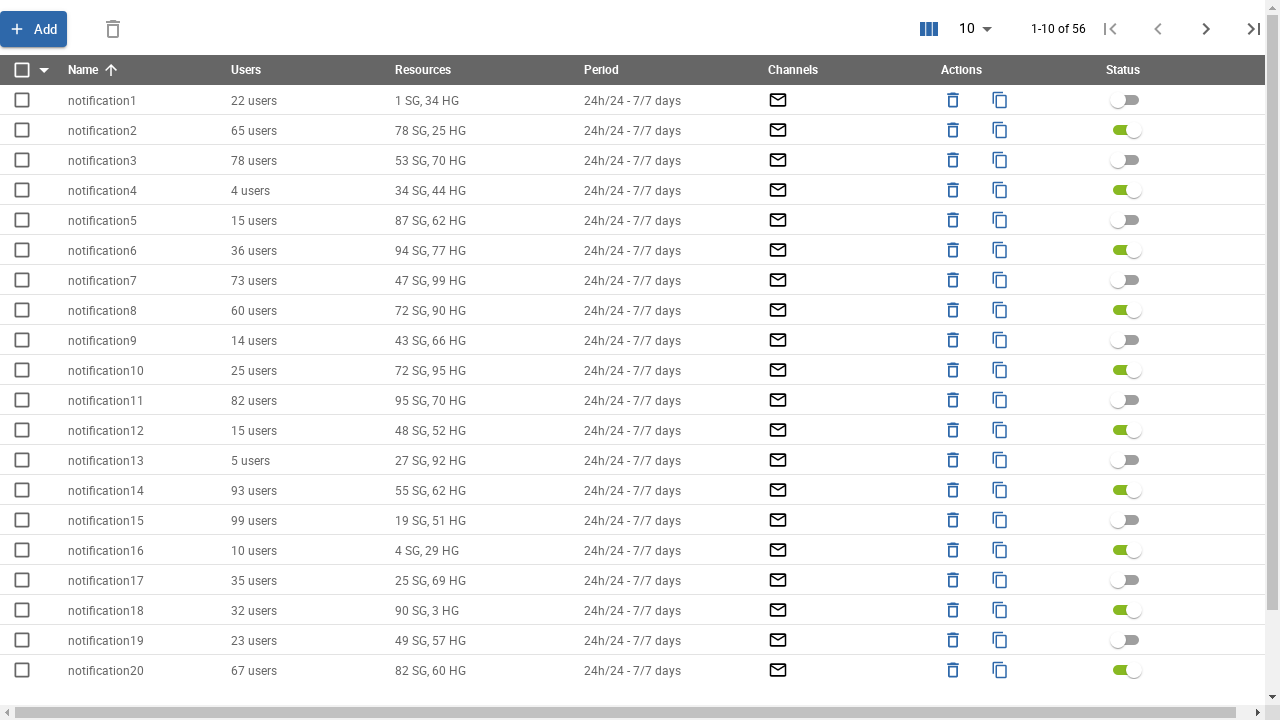 Add 10 1-10 of 56
Name Users Resources Period Channels Actions Status
notification1 22 users 1 SG, 34 HG 24h/24 - 7/7 days
notification2 65 users 78 SG, 25 HG 24h/24 - 7/7 days
notification3 78 users 53 SG, 70 HG 24h/24 - 7/7 days
notification4 4 users 34 SG, 44 HG 24h/24 - 7/7 days
notification5 15 users 87 SG, 62 HG 24h/24 - 7/7 days
notification6 36 users 94 SG, 77 HG 24h/24 - 7/7 days
notification7 73 users 47 SG, 99 HG 24h/24 - 7/7 days
notification8 60 users 72 SG, 90 HG 24h/24 - 7/7 days
notification9 14 users 43 SG, 66 HG 24h/24 - 7/7 days
notification10 25 users 72 SG, 95 HG 24h/24 - 7/7 days
notification11 82 users 95 SG, 70 HG 24h/24 - 7/7 days
notification12 15 users 48 SG, 52 HG 24h/24 - 7/7 days
notification13 5 users 27 SG, 92 HG 24h/24 - 7/7 days
notification14 93 users 55 SG, 62 HG 24h/24 - 7/7 days
notification15 99 users 19 SG, 51 HG 24h/24 - 7/7 days
notification16 10 users 4 SG, 29 HG 24h/24 - 7/7 days
notification17 35 users 25 SG, 69 HG 24h/24 - 7/7 days
notification18 32 users 90 SG, 3 HG 24h/24 - 7/7 days
notification19 23 users 49 SG, 57 HG 24h/24 - 7/7 days
notification20 67 users 82 SG, 60 HG 24h/24 - 7/7 days